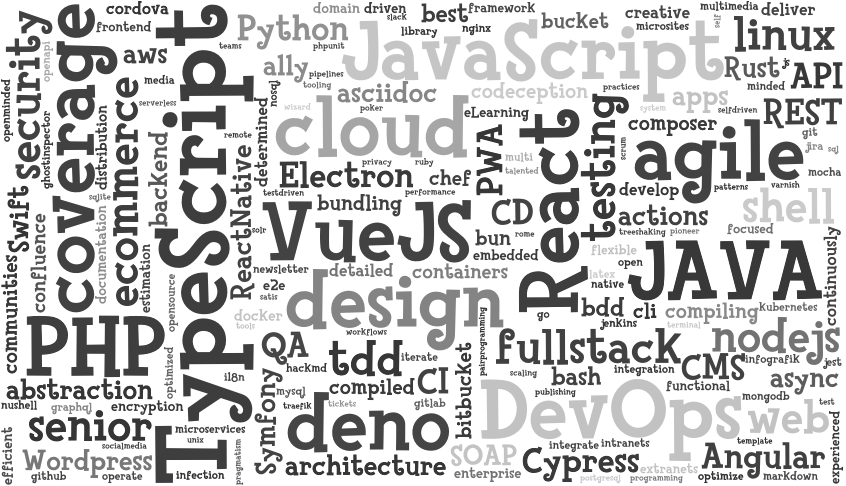 cordova
domain
driven
slack
best
framework
nginx
library
bucket
creative
microsites
multimedia
self
deliver
linux
frontend
security
openapi
openminded
coverage
aws
TypeScript
teams
Python
phpunit
JavaScript
Rust
js
API
minded
media
serverless
ally
pipelines
tooling
nosql
asciidoc
codeception
practices
apps
system
selfdriven
REST
ghostinspector
distribution
ecommerce
backend
remote
determined
wizard
poker
cloud
eLearning
PWA
React
testing
scrum
composer
git
agile
jira
sql
mocha
ReactNative
privacy
ruby
Electron
chef
multi
talented
testdriven
performance
develop
patterns
varnish
Swift
sqlite
confluence
documentation
estimation
bundling
VueJS
CD
actions
shell
treeshaking
pioneer
focused
solr
bun
rome
embedded
flexible
open
JAVA
continuously
communities
opensource
newsletter
detailed
containers
latex
native
e2e
satis
design
docker
tools
go
bdd
cli
compiling
Kubernetes
jenkins
terminal
PHP
workflows
pairprogramming
nodejs
QA
tdd
iterate
fullstack
CMS
infografik
jest
optimized
hackmd
scaling
integration
abstraction
i18n
mysql
compiled
CI
bitbucket
bash
functional
async
publishing
mongodb
nushell
graphql
encryption
traefik
tickets
gitlab
DevOps
web
test
experienced
senior
microservices
Symfony
deno
unix
socialmedia
efficient
Wordpress
pragmatism
SOAP
integrate
intranets
template
Cypress
Angular
github
operate
infection
architecture
enterprise
extranets
postgresql
programming
optimize
markdown